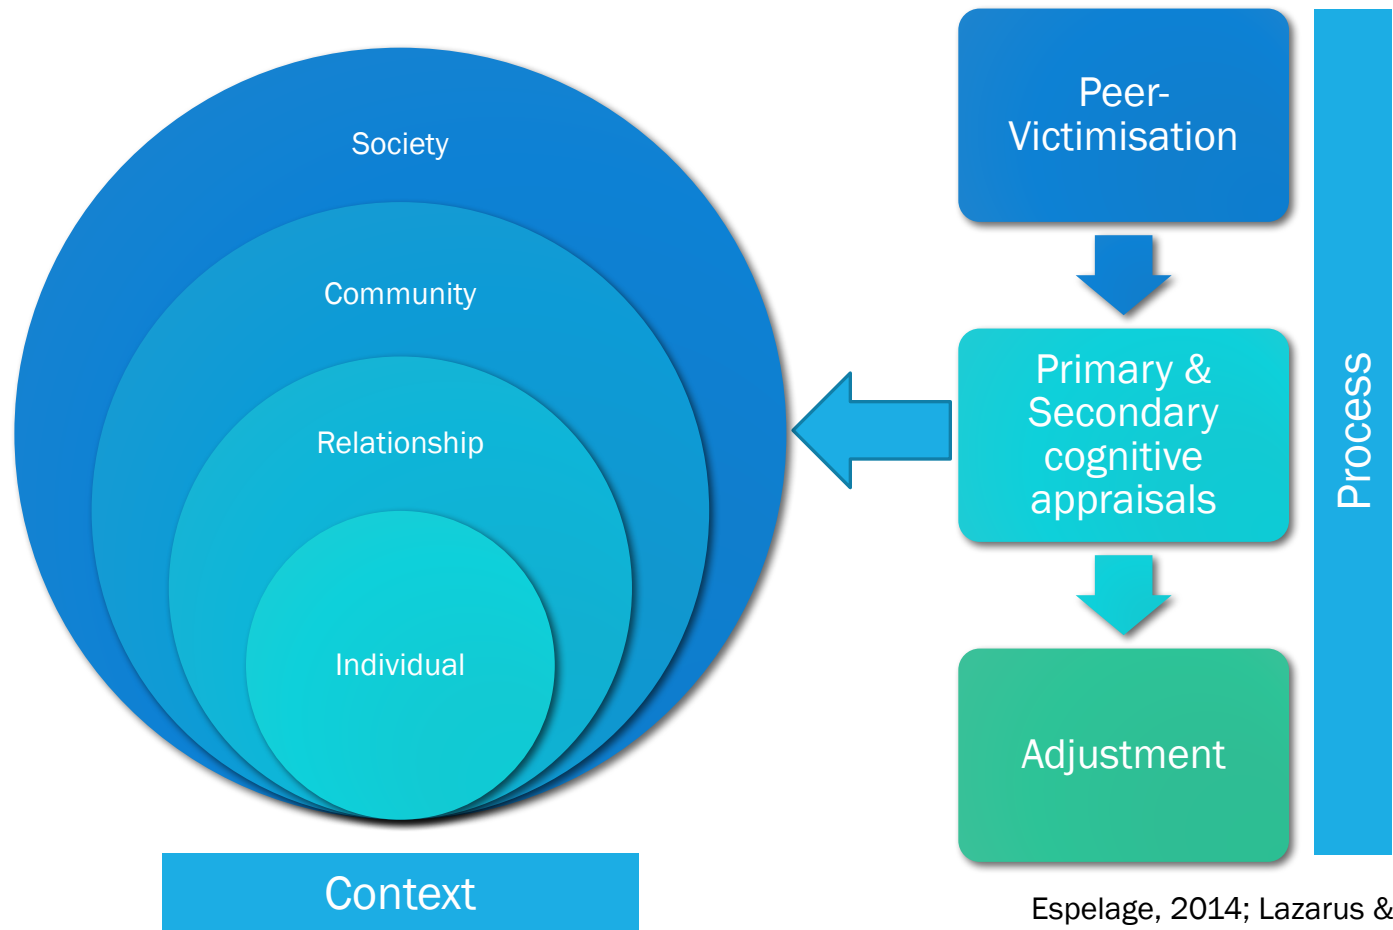 Society
Community
Relationship
Individual
Context
Peer-
Victimisation
Primary &
Secondary
cognitive
appraisals
Adjustment
Process
Espelage, 2014; Lazarus &